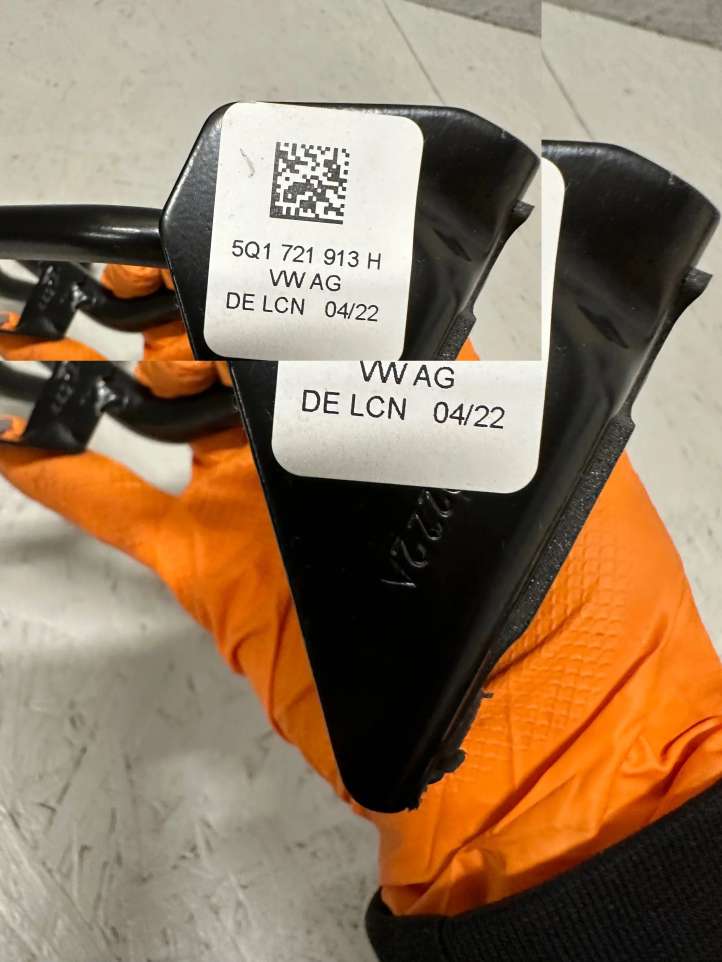 5Q1 721 913 H
VW AG
DE LCN 04/22
VW AG
DE LCN 04/22